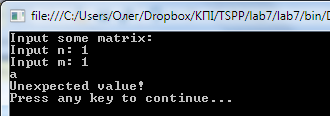 file:///C:/Users/Олег/Dropbox/КПІ/TSPP/lab7/lab7/bin/
Input some matrix:
Input n: 1
Input m: 1
a
Unexpected value!
Press any key to continue...